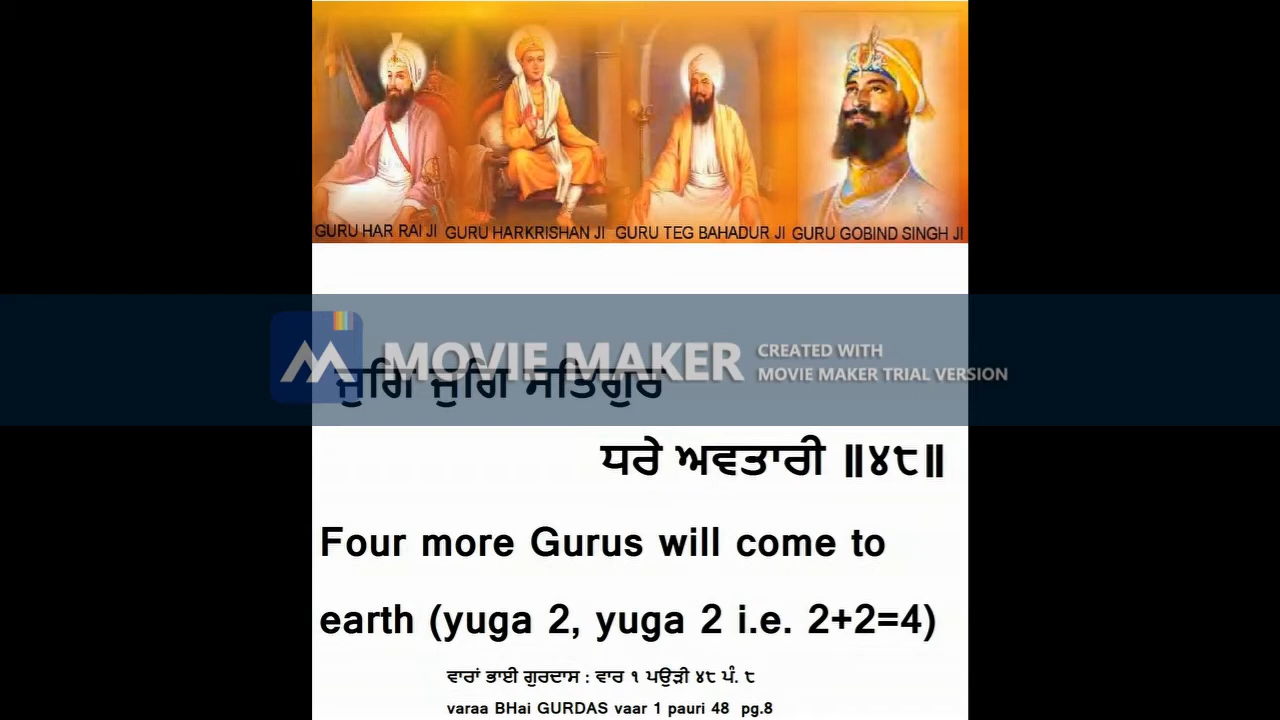 GURU HAR RAI JI GURU HARKRISHAN JI GURU TEG BAHADUR JI GURU GOBIND SINGH JI
MOVIE MAKER
CREATED WITH
MOVIE MAKER TRIAL VERSION
ਜੁਗਿ ਜੁਗਿ ਸਤਿਗੁਰ
ਧਰੇ ਅਵਤਾਰੀ ॥੪੮॥
Four more Gurus will come to
earth (yuga 2, yuga 2 i.e. 2+2=4)
ਵਾਰਾਂ ਭਾਈ ਗੁਰਦਾਸ : ਵਾਰ ੧ ਪਉੜੀ ੪੮ ਪੰ. ੮
varaa BHai GURDAS vaar 1 pauri 48 pg.8